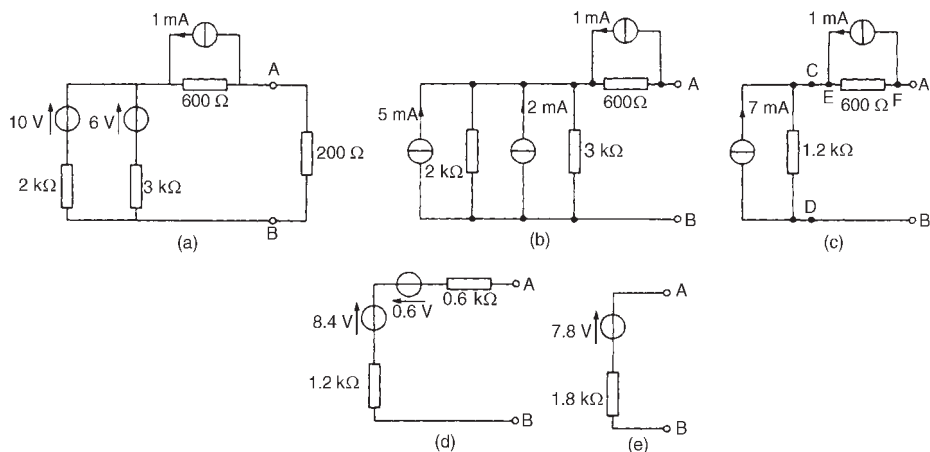 1 mA
A
600 Ω
10 V
6 V
200 Ω
2 kΩ
3 kΩ
B
(a)
1 mA
A
600Ω
5 mA
2 mA
2 kΩ
3 kΩ
B
(b)
1 mA
C
A
E
600 Ω
F
7 mA
1.2 kΩ
D
B
(c)
A
0.6 V
0.6 kΩ
8.4 V
1.2 kΩ
B
(d)
A
7.8 V
1.8 kΩ
B
(e)